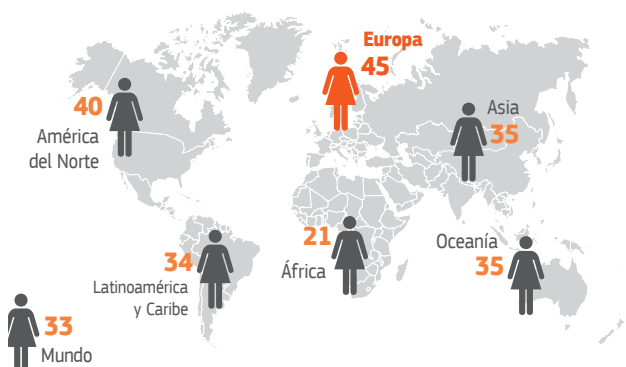 Europa
45
40
América
del Norte
Asia
35
34
Latinoamérica
y Caribe
21
África
Oceanía
35
33
Mundo